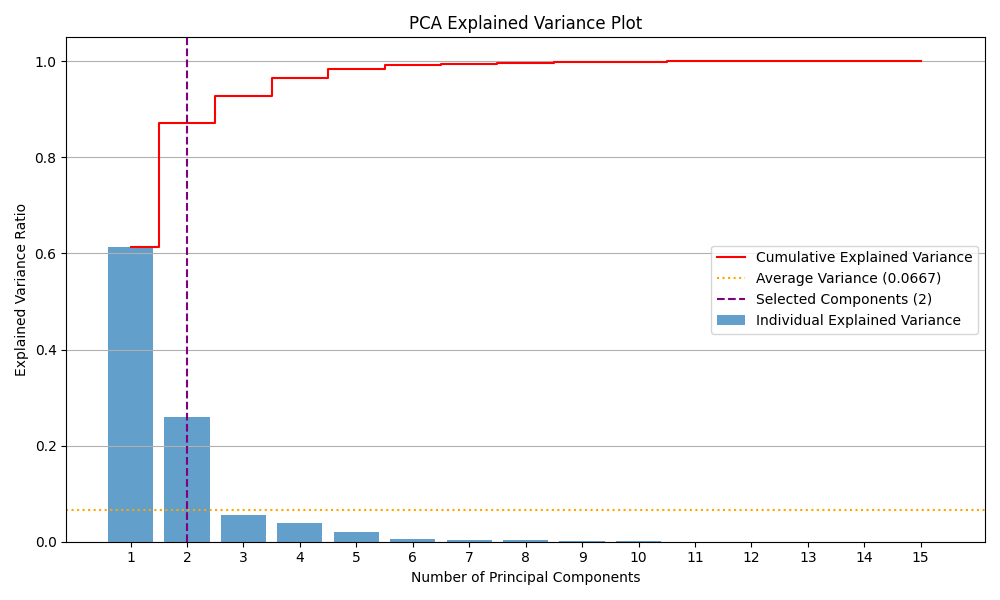 PCA Explained Variance Plot
Explained Variance Ratio
1.0
0.8
0.6
0.4
0.2
0.0
Cumulative Explained Variance
Average Variance (0.0667)
Selected Components (2)
Individual Explained Variance
1 2 3 4 5 6 7 8 9 10 11 12 13 14 15
Number of Principal Components